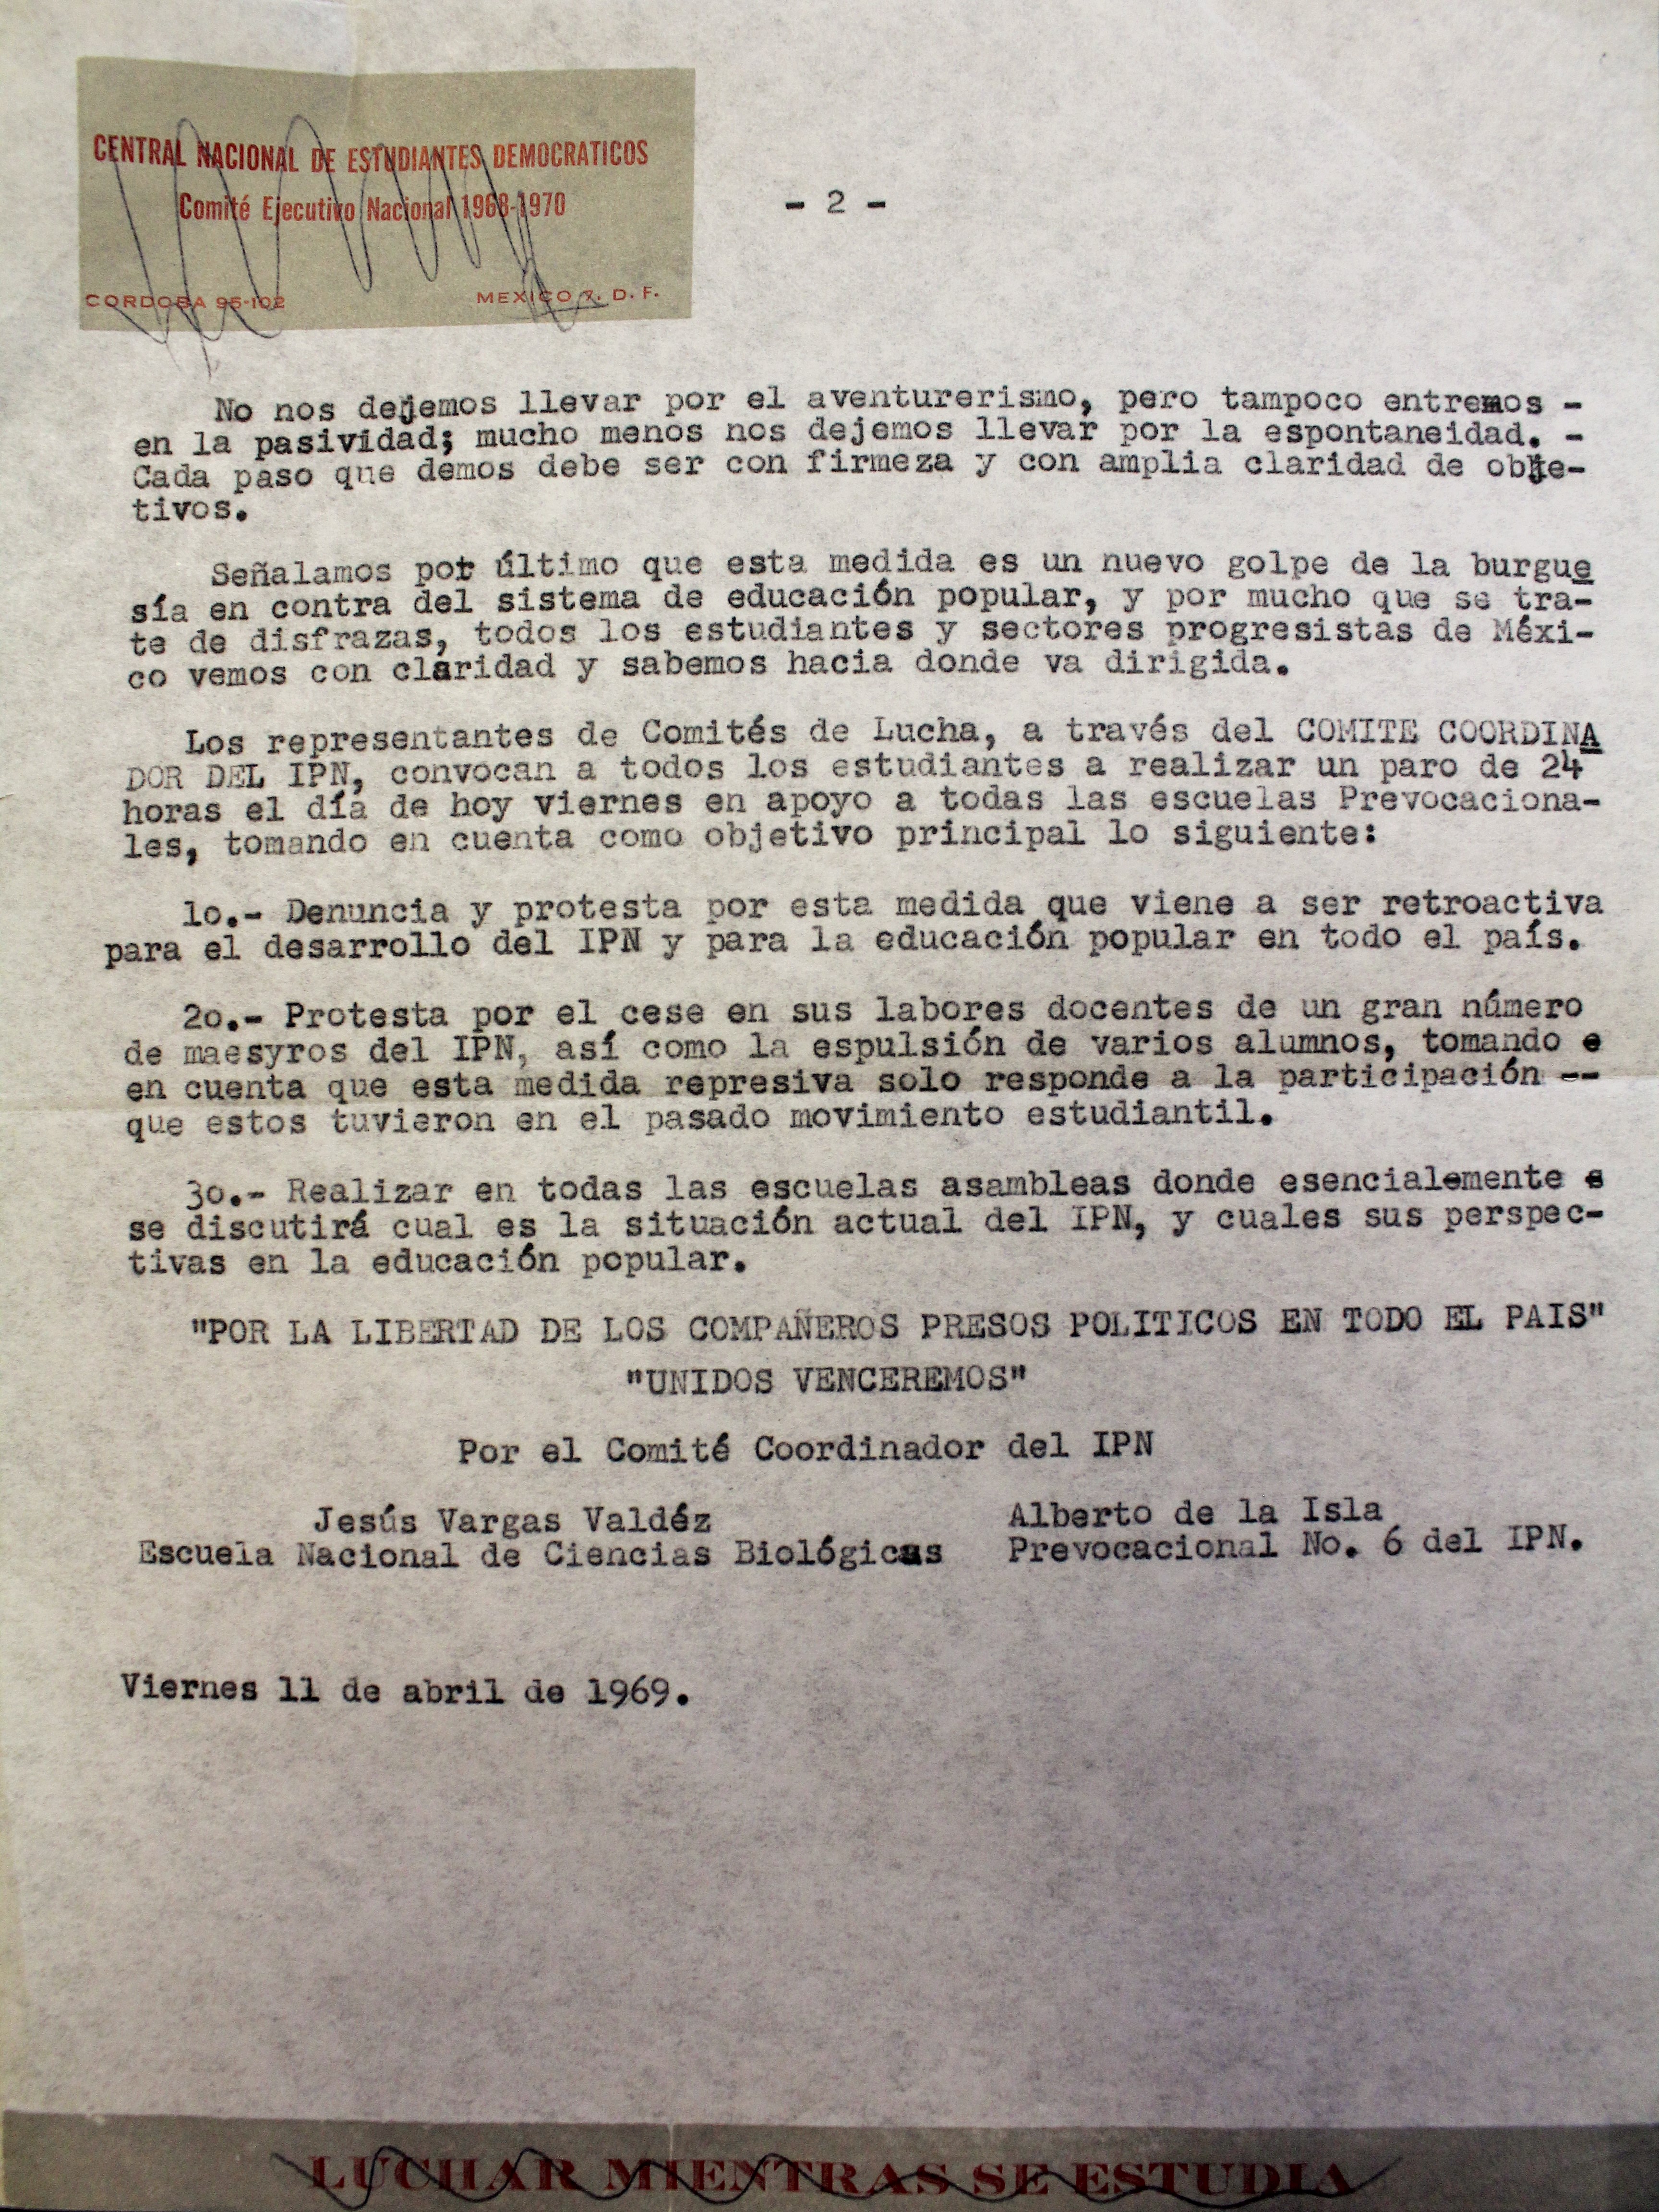 CENTRAL NACIONAL DE ESTUDIANTES DEMOCRATICOS
Comité Ejecutivo Nacional 1968-1970
CORDOBA 95-102 MEXICO 7, D. F.
- 2 -
No nos dejemos llevar por el aventurerismo, pero tampoco entremos -
en la pasividad; mucho menos nos dejemos llevar por la espontaneidad. -
Cada paso que demos debe ser con firmeza y con amplia claridad de obje-
tivos.
Señalamos por último que esta medida es un nuevo golpe de la burgue
sía en contra del sistema de educación popular, y por mucho que se tra-
te de disfrazas, todos los estudiantes y sectores progresistas de Méxi-
co vemos con claridad y sabemos hacia donde va dirigida.
Los representantes de Comités de Lucha, a través del COMITE COORDINA
DOR DEL IPN, convocan a todos los estudiantes a realizar un paro de 24
horas el día de hoy viernes en apoyo a todas las escuelas Prevocaciona-
les, tomando en cuenta como objetivo principal lo siguiente:
1o.- Denuncia y protesta por esta medida que viene a ser retroactiva
para el desarrollo del IPN y para la educación popular en todo el país.
2o.- Protesta por el cese en sus labores docentes de un gran número
de maesyros del IPN, así como la espulsión de varios alumnos, tomando e
en cuenta que esta medida represiva solo responde a la participación --
que estos tuvieron en el pasado movimiento estudiantil.
3o.- Realizar en todas las escuelas asambleas donde esencialemente s
se discutirá cual es la situación actual del IPN, y cuales sus perspec-
tivas en la educación popular.
"POR LA LIBERTAD DE LOS COMPAÑEROS PRESOS POLITICOS EN TODO EL PAIS"
"UNIDOS VENCEREMOS"
Por el Comité Coordinador del IPN
Jesús Vargas Valdéz Alberto de la Isla
Escuela Nacional de Ciencias Biológicas Prevocacional No. 6 del IPN.
Viernes 11 de abril de 1969.
LUCHAR MIENTRAS SE ESTUDIA